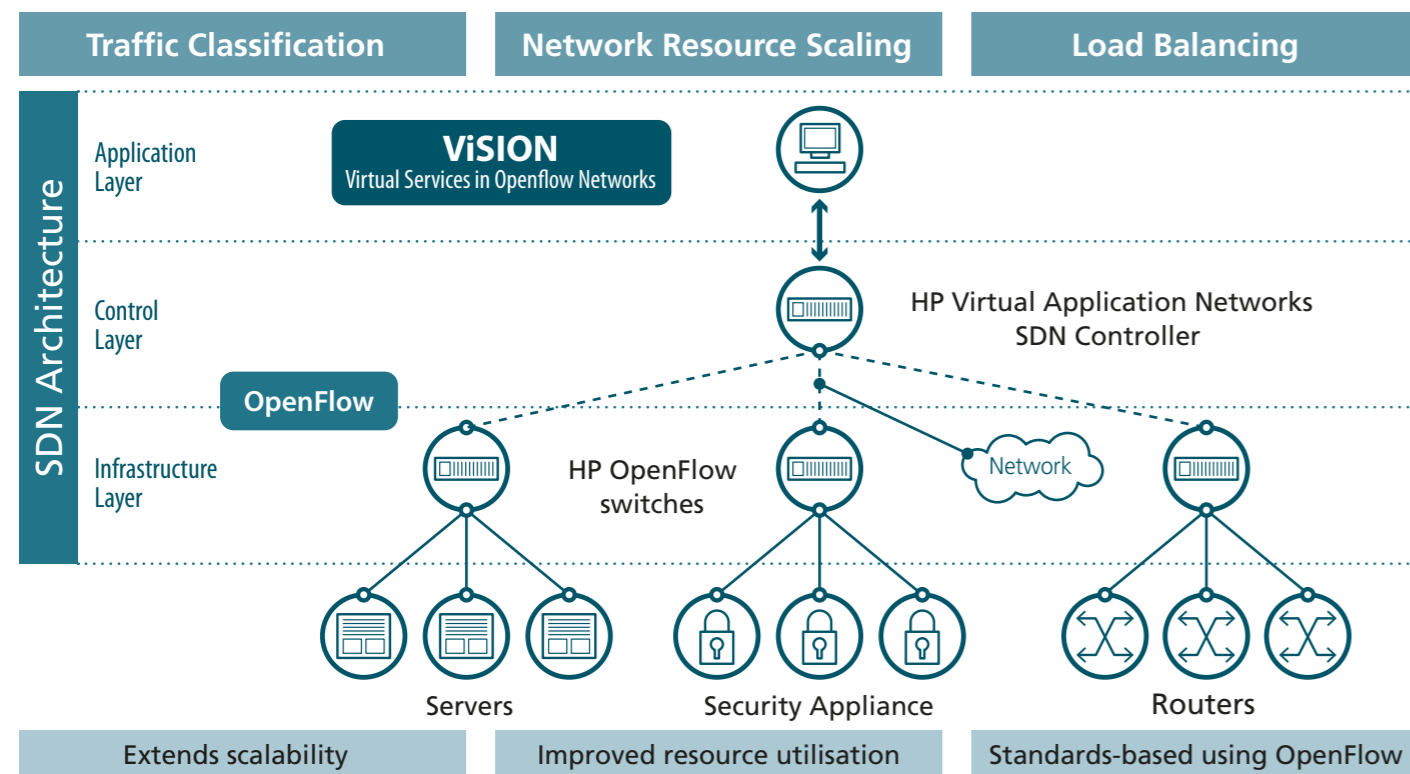 Traffic Classification
Network Resource Scaling
Load Balancing
SDN Architecture
Application
Layer
ViSION
Virtual Services in Openflow Networks
Control
Layer
HP Virtual Application Networks
SDN Controller
OpenFlow
Infrastructure
Layer
HP OpenFlow
switches
Network
Servers
Security Appliance
Routers
Extends scalability
Improved resource utilisation
Standards-based using OpenFlow